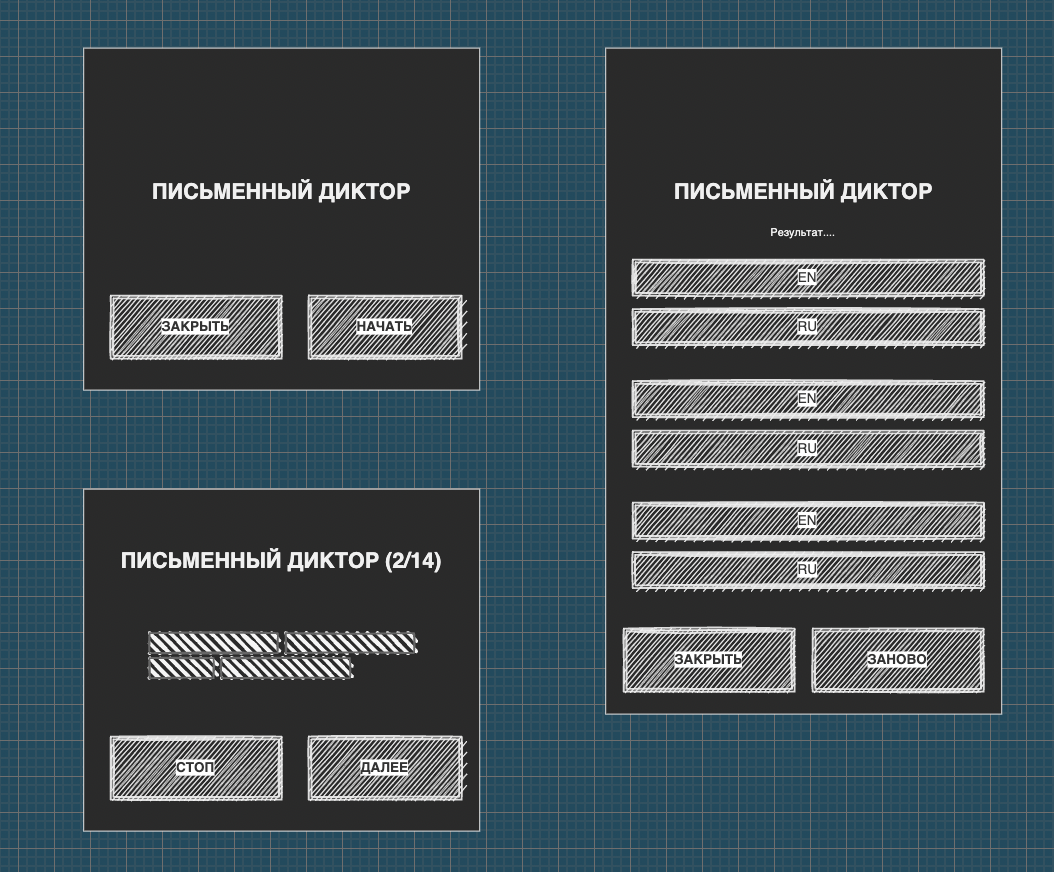 ПИСЬМЕННЫЙ ДИКТОР
ЗАКРЫТЬ
НАЧАТЬ
ПИСЬМЕННЫЙ ДИКТОР (2/14)
СТОП
ДАЛЕЕ
ПИСЬМЕННЫЙ ДИКТОР
Результат....
EN
RU
EN
RU
EN
RU
ЗАКРЫТЬ
ЗАНОВО